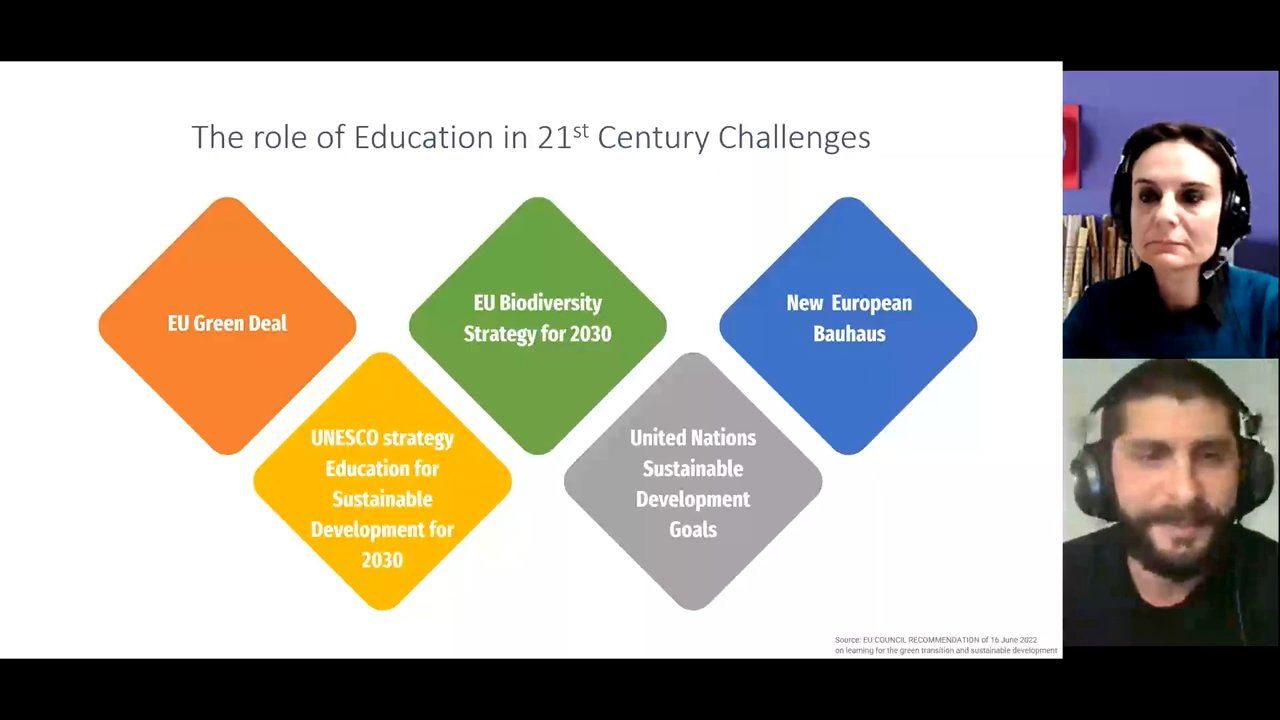 The role of Education in 21st Century Challenges
EU Green Deal
EU Biodiversity
Strategy for 2030
New European
Bauhaus
UNESCO strategy
Education for
Sustainable
Development for
2030
United Nations
Sustainable
Development
Goals
Source: EU COUNCIL RECOMMENDATION of 16 June 2022
on learning for the green transition and sustainable development